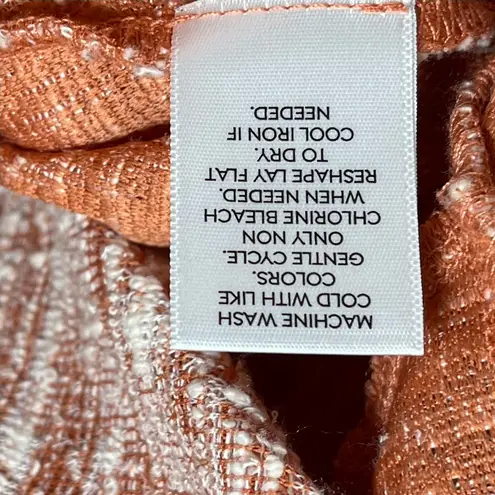 MACHINE WASH
COLD WITH LIKE
COLORS.
GENTLE CYCLE.
ONLY NON
CHLORINE BLEACH
WHEN NEEDED.
RESHAPE LAY FLAT
TO DRY.
COOL IRON IF
NEEDED.